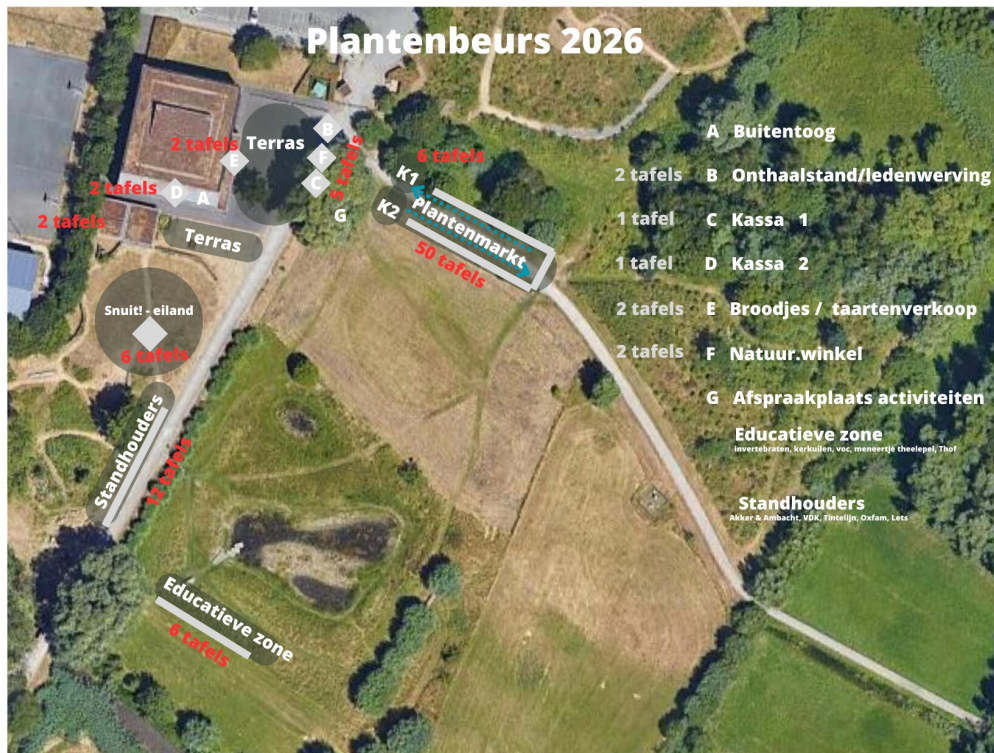 Plantenbeurs 2026
Terras
B
2 tafels
E
F
5 tafels
6 tafels
K1
2 tafels
D
A
C
G
K2
Plantenmarkt
2 tafels
Terras
50 tafels
Snuit! - eiland
6 tafels
Standhouders
12 tafels
Educatieve zone
6 tafels
A Buitentoog
2 tafels B Onthaalstand/ledenwerving
1 tafel C Kassa 1
1 tafel D Kassa 2
2 tafels E Broodjes / taartenverkoop
2 tafels F Natuur.winkel
G Afspraakplaats activiteiten
Educatieve zone
invertebraten, kerkuilen, voc, meneertje theelepel, Thof
Standhouders
Akker & Ambacht, VDK, Tintelijn, Oxfam, Lets